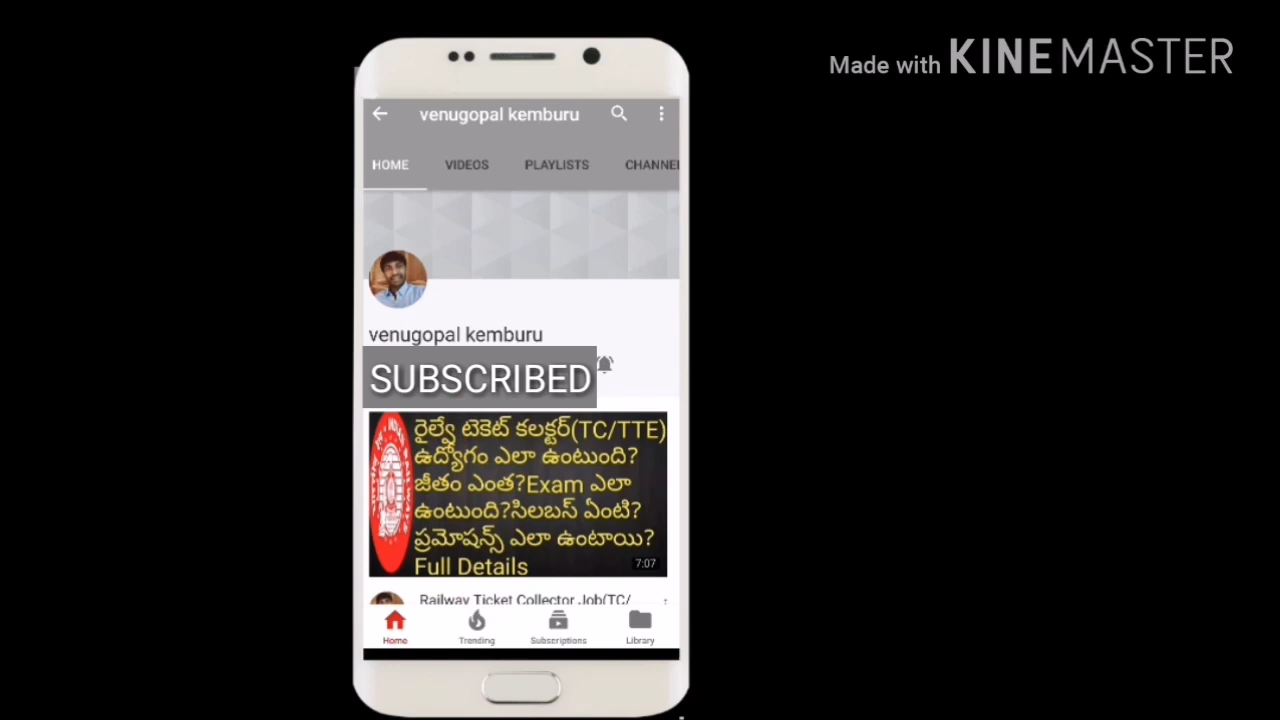 Made with KINEMASTER
venugopal kemburu
HOME VIDEOS PLAYLISTS CHANNEL
venugopal kemburu
SUBSCRIBED
రైల్వే టికెట్ కలక్టర్(TC/TTE)
ఉద్యోగం ఎలా ఉంటుంది?
జీతం ఎంత?Exam ఎలా
ఉంటుంది?సిలబస్ ఏంటి?
ప్రమోషన్స్ ఎలా ఉంటాయి?
Full Details
7:07
Railway Ticket Collector Job(TC/
Home Trending Subscriptions Library